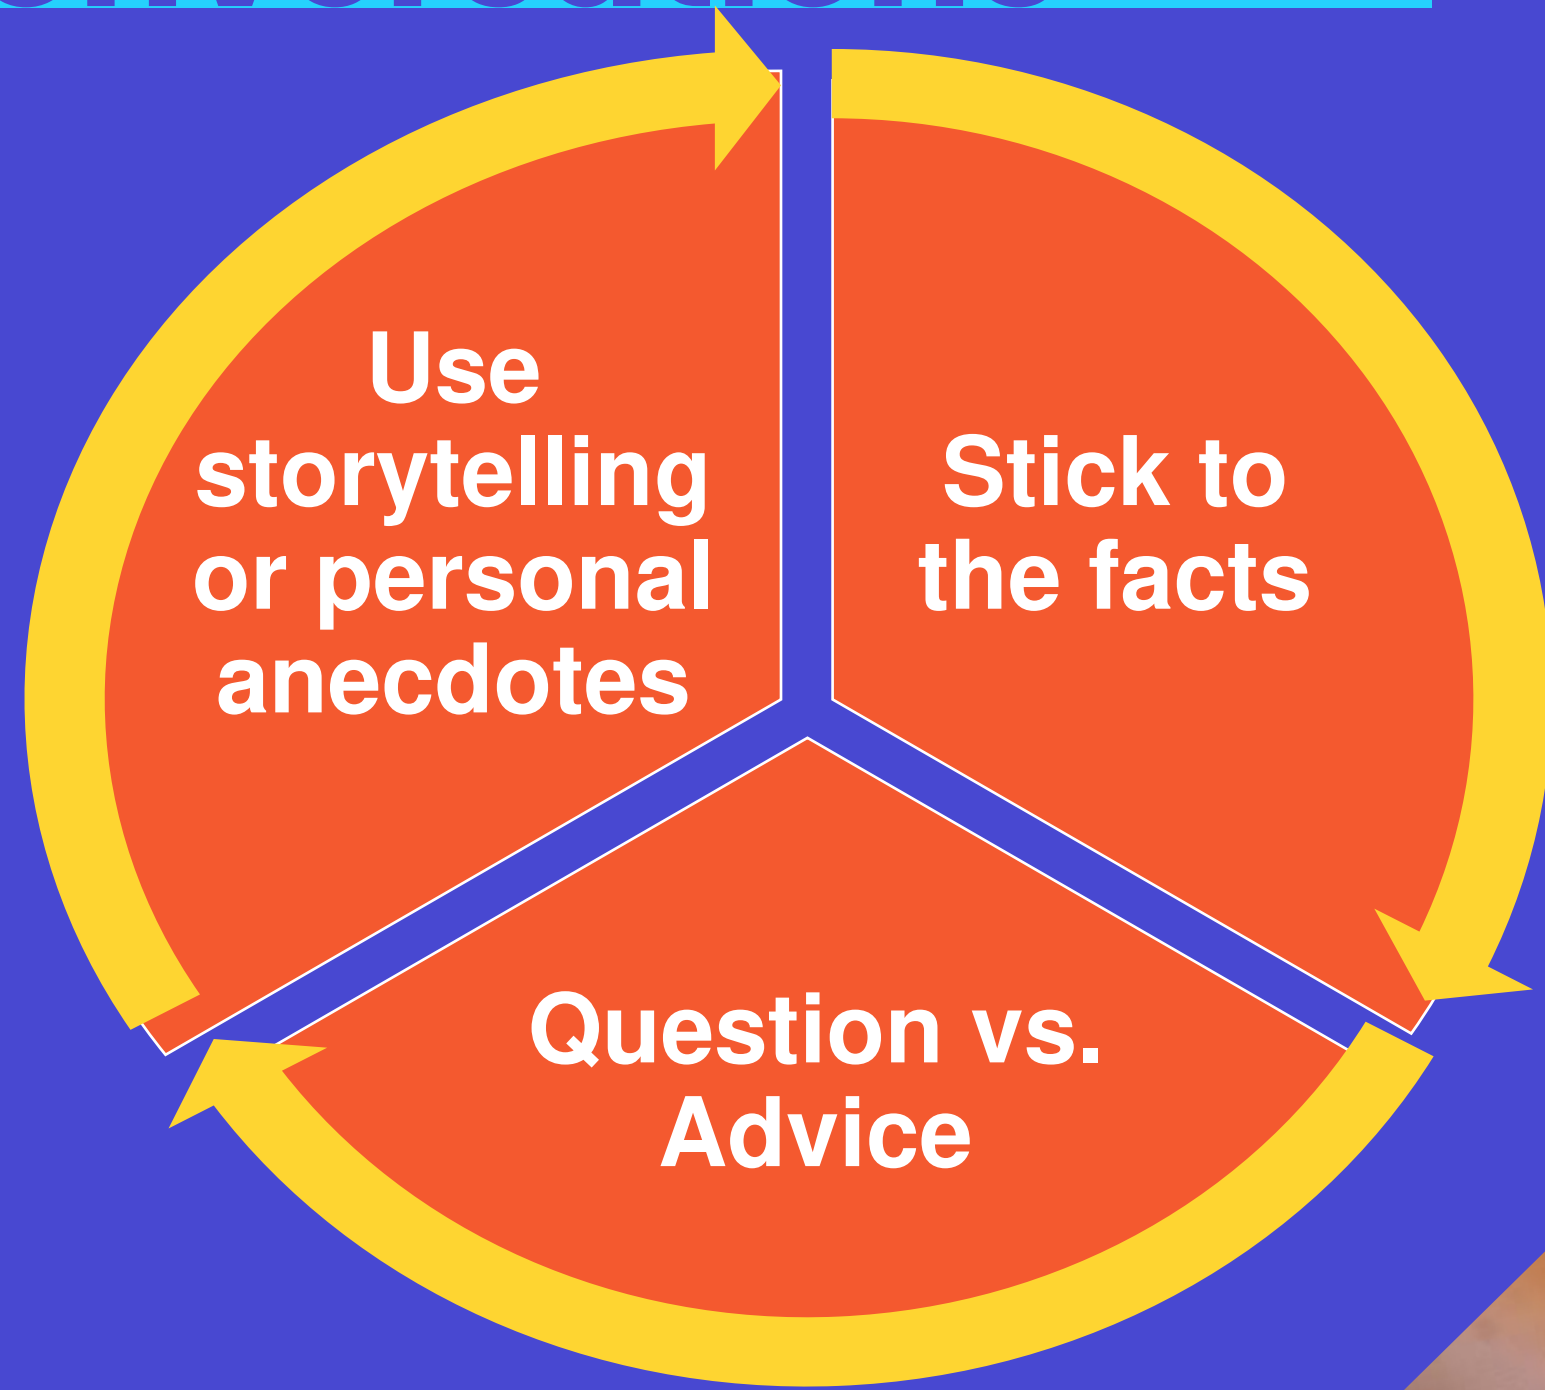 Use
storytelling
or personal
anecdotes
Stick to
the facts
Question vs.
Advice